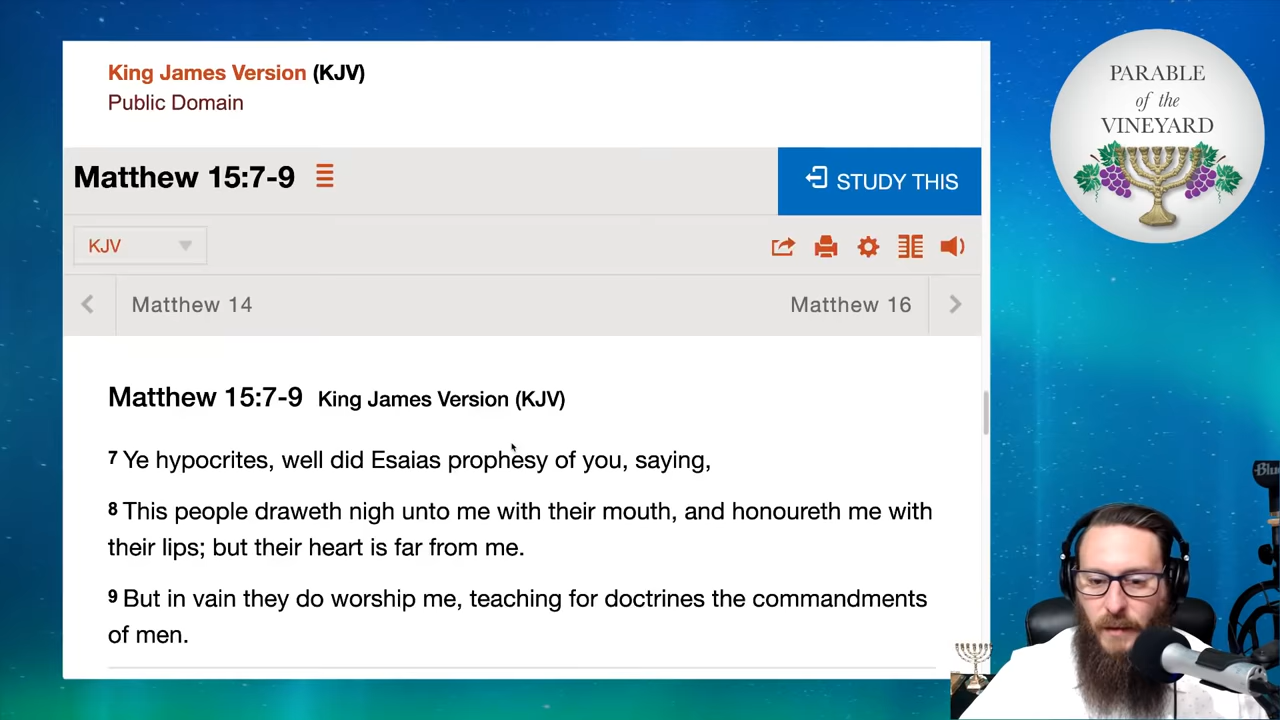 King James Version (KJV)
Public Domain
Matthew 15:7-9
STUDY THIS
KJV
Matthew 14
Matthew 16
Matthew 15:7-9 King James Version (KJV)
7 Ye hypocrites, well did Esaias prophesy of you, saying,
8 This people draweth nigh unto me with their mouth, and honoureth me with
their lips; but their heart is far from me.
9 But in vain they do worship me, teaching for doctrines the commandments
of men.
PARABLE
of the
VINEYARD
Blue